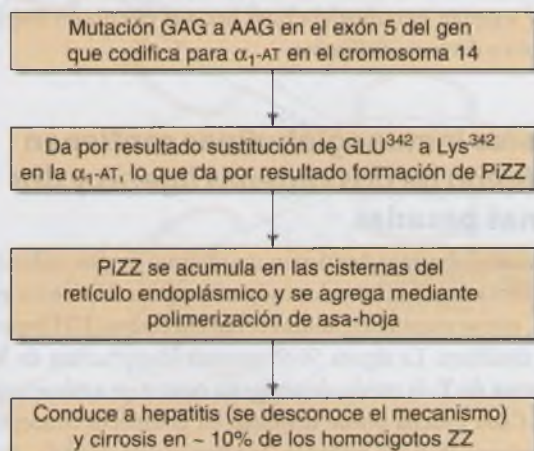 Mutación GAG a AAG en el exón 5 del gen
que codifica para α₁-AT en el cromosoma 14
Da por resultado sustitución de GLU³⁴² a Lys³⁴²
en la α₁-AT, lo que da por resultado formación de PiZZ
PiZZ se acumula en las cisternas del
retículo endoplásmico y se agrega mediante
polimerización de asa-hoja
Conduce a hepatitis (se desconoce el mecanismo)
y cirrosis en ~ 10% de los homocigotos ZZ